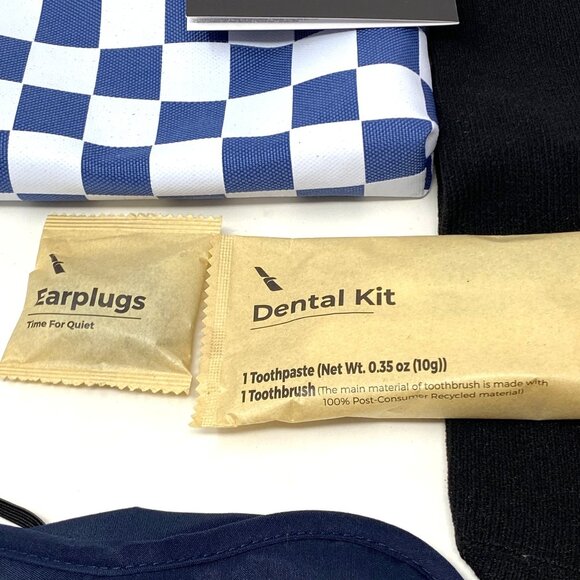 Earplugs
Time For Quiet
Dental Kit
1 Toothpaste (Net Wt. 0.35 oz (10g))
1 Toothbrush (The main material of toothbrush is made with
100% Post-Consumer Recycled material)